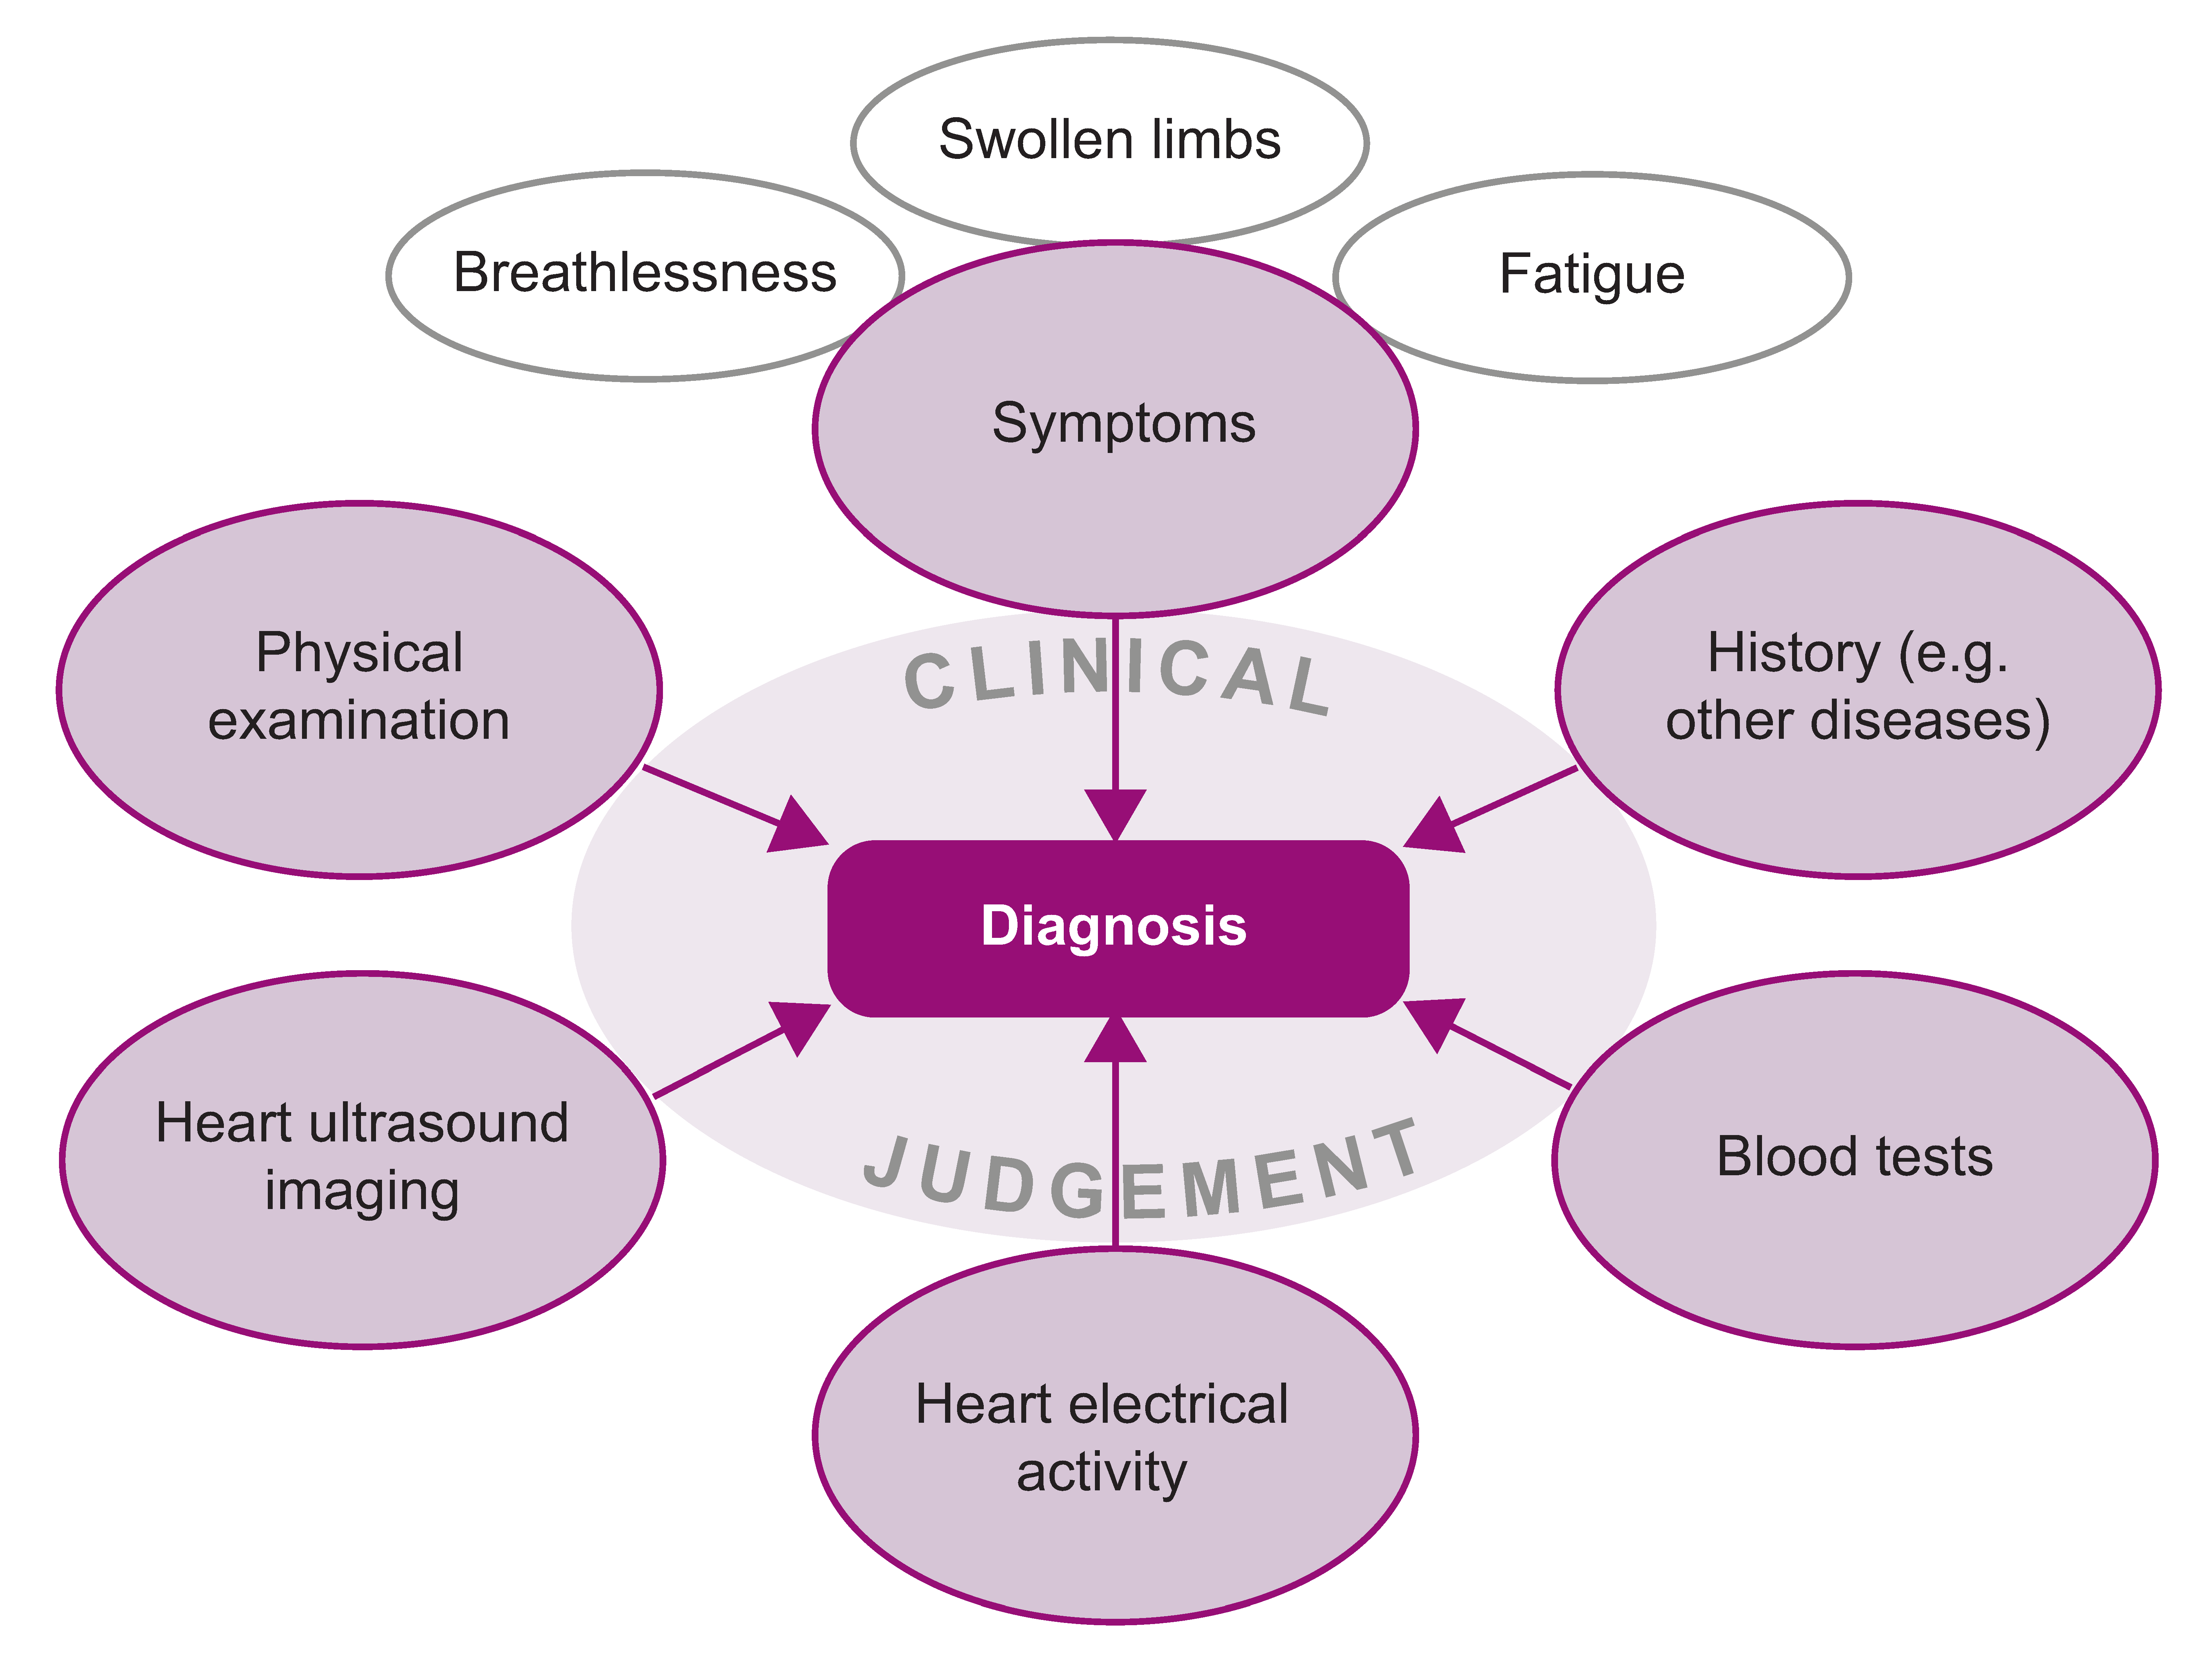 Swollen limbs
Breathlessness
Fatigue
Symptoms
Physical
examination
History (e.g.
other diseases)
CLINICAL
Diagnosis
JUDGEMENT
Heart ultrasound
imaging
Blood tests
Heart electrical
activity